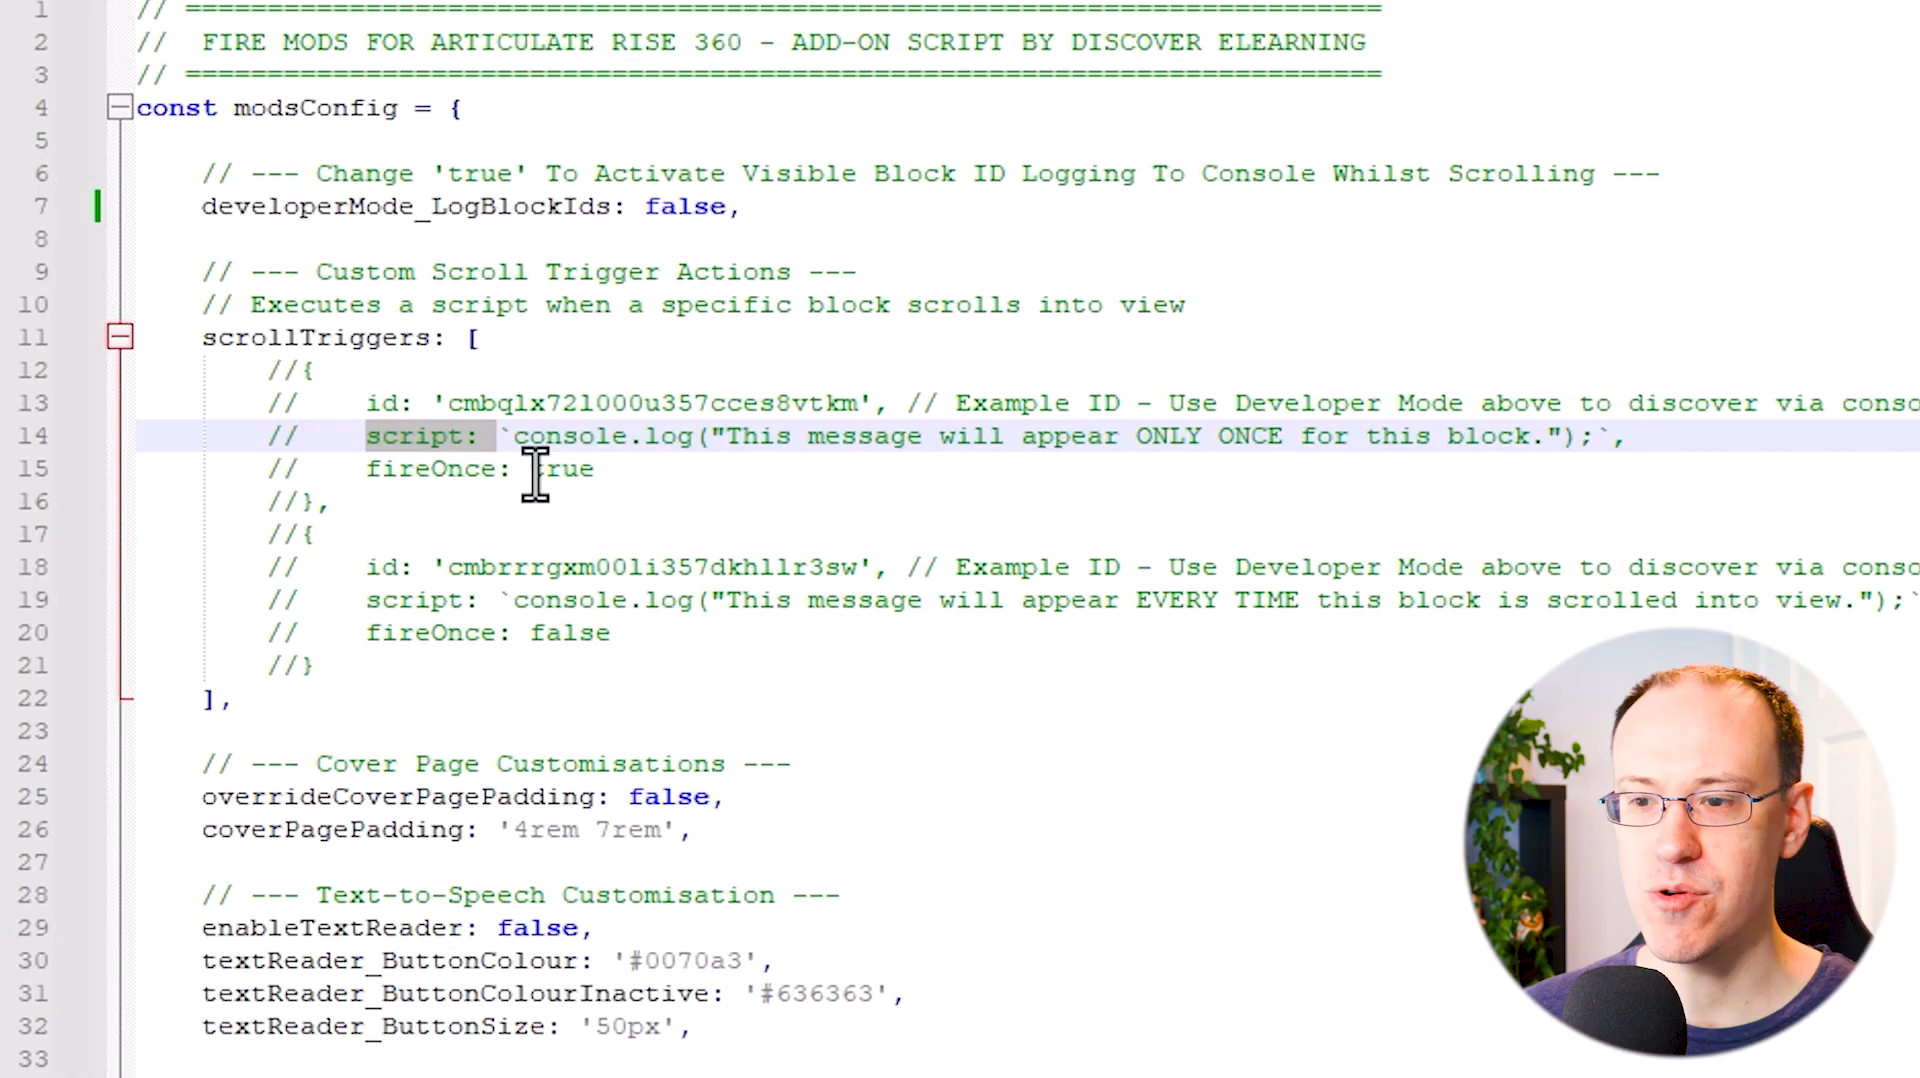 1 // =========================================================================
2 // FIRE MODS FOR ARTICULATE RISE 360 - ADD-ON SCRIPT BY DISCOVER ELEARNING
3 // =========================================================================
4 const modsConfig = {
5
6 // --- Change 'true' To Activate Visible Block ID Logging To Console Whilst Scrolling ---
7 developerMode_LogBlockIds: false,
8
9 // --- Custom Scroll Trigger Actions ---
10 // Executes a script when a specific block scrolls into view
11 scrollTriggers: [
12 //{
13 // id: 'cmbqlx72l000u357cces8vtkm', // Example ID - Use Developer Mode above to discover via conso
14 // script: `console.log("This message will appear ONLY ONCE for this block.");`,
15 // fireOnce: true
16 //},
17 //{
18 // id: 'cmbrrrgxm00li357dkhllr3sw', // Example ID - Use Developer Mode above to discover via conso
19 // script: `console.log("This message will appear EVERY TIME this block is scrolled into view.");`
20 // fireOnce: false
21 //}
22 ],
23
24 // --- Cover Page Customisations ---
25 overrideCoverPagePadding: false,
26 coverPagePadding: '4rem 7rem',
27
28 // --- Text-to-Speech Customisation ---
29 enableTextReader: false,
30 textReader_ButtonColour: '#0070a3',
31 textReader_ButtonColourInactive: '#636363',
32 textReader_ButtonSize: '50px',
33